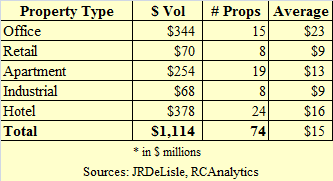 Property Type $ Vol # Props Average
Office $344 15 $23
Retail $70 8 $9
Apartment $254 19 $13
Industrial $68 8 $9
Hotel $378 24 $16
Total $1,114 74 $15
* in $ millions
Sources: JRDeLisle, RCAnalytics